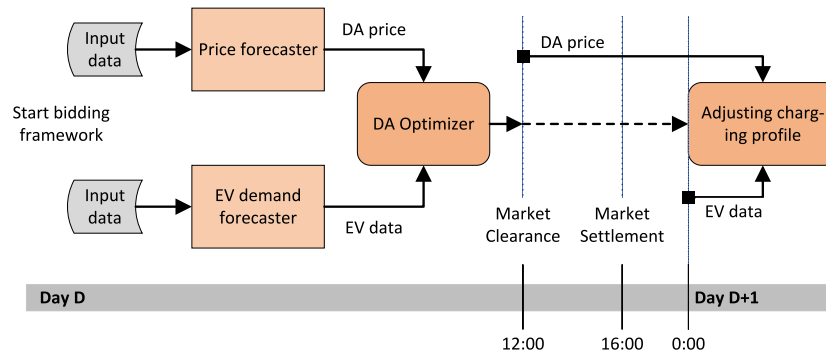 Input
data
Price forecaster
DA price
DA price
Start bidding
framework
DA Optimizer
Adjusting charg-
ing profile
Input
data
EV demand
forecaster
EV data
Market
Clearance
Market
Settlement
EV data
Day D
Day D+1
12:00
16:00
0:00